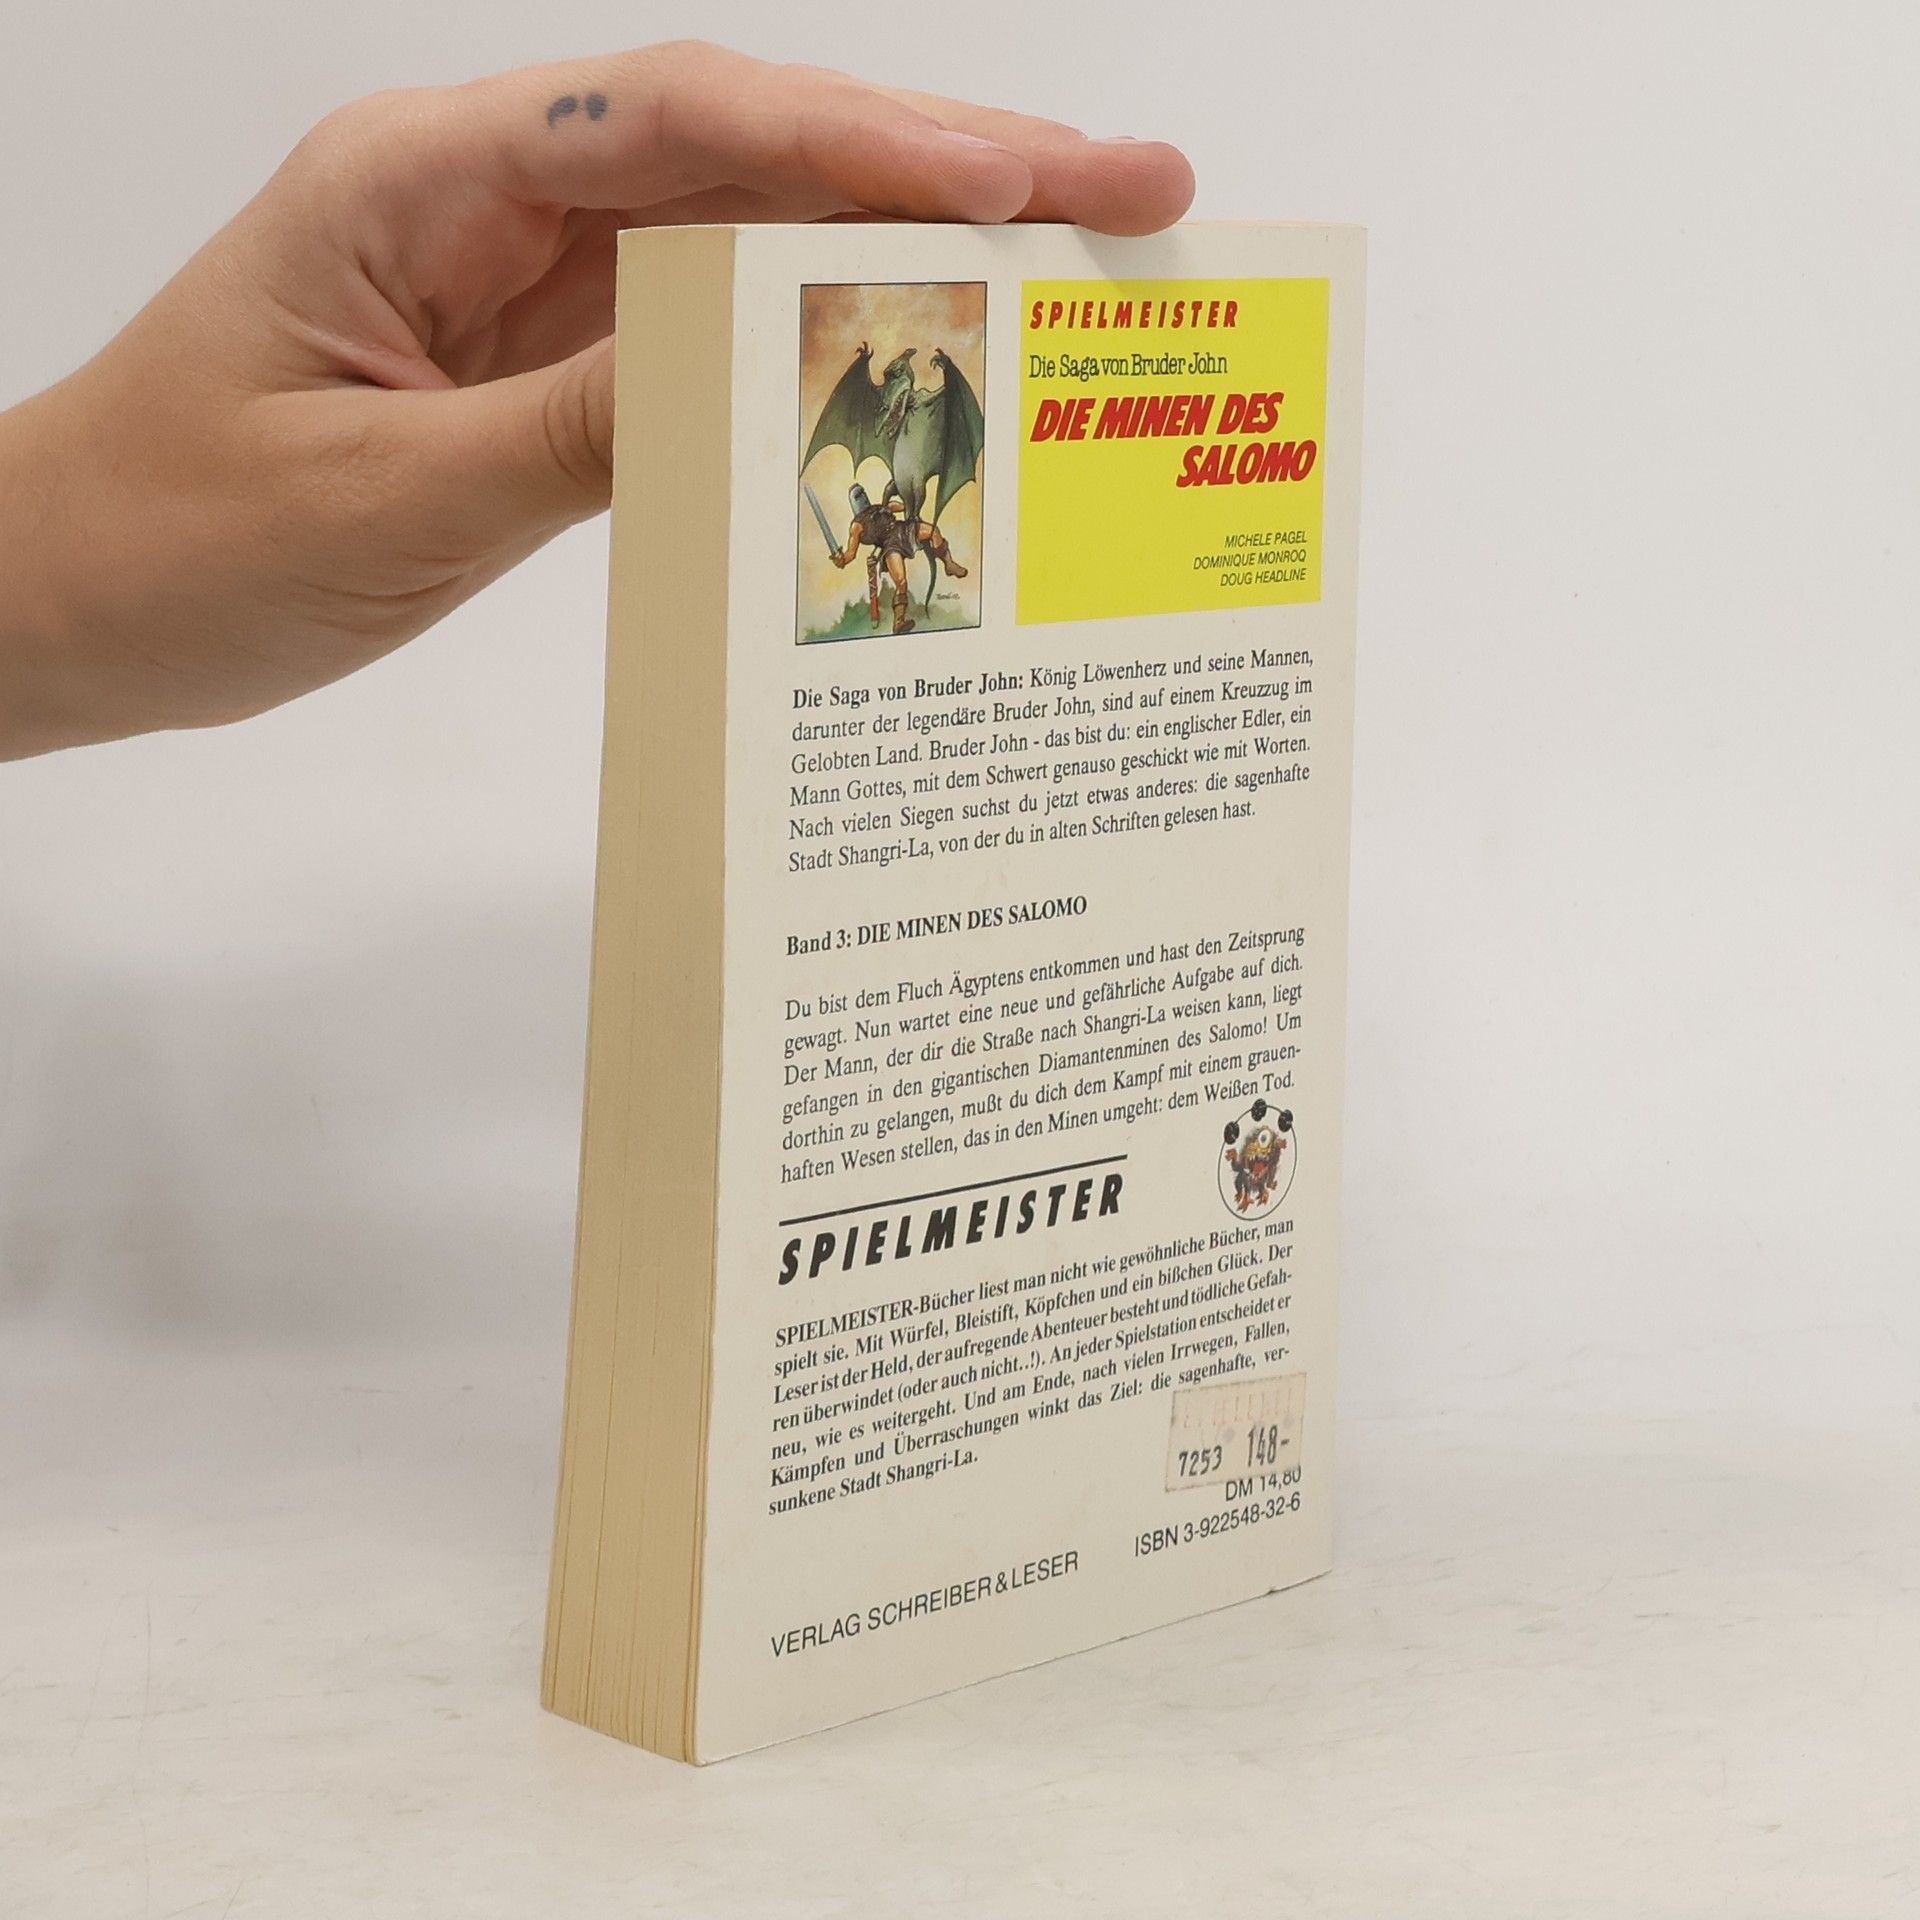 SPIELMEISTER
Die Saga von Bruder John
DIE MINEN DES
SALOMO
MICHELE PAGEL
DOMINIQUE MONROQ
DOUG HEADLINE
Die Saga von Bruder John: König Löwenherz und seine Mannen,
darunter der legendäre Bruder John, sind auf einem Kreuzzug im
Gelobten Land. Bruder John - das bist du: ein englischer Edler, ein
Mann Gottes, mit dem Schwert genauso geschickt wie mit Worten.
Nach vielen Siegen suchst du jetzt etwas anderes: die sagenhafte
Stadt Shangri-La, von der du in alten Schriften gelesen hast.
Band 3: DIE MINEN DES SALOMO
Du bist dem Fluch Ägyptens entkommen und hast den Zeitsprung
gewagt. Nun wartet eine neue und gefährliche Aufgabe auf dich.
Der Mann, der dir die Straße nach Shangri-La weisen kann, liegt
gefangen in den gigantischen Diamantenminen des Salomo! Um
dorthin zu gelangen, mußt du dich dem Kampf mit einem grauen-
haften Wesen stellen, das in den Minen umgeht: dem Weißen Tod.
SPIELMEISTER
SPIELMEISTER-Bücher liest man nicht wie gewöhnliche Bücher, man
spielt sie. Mit Würfel, Bleistift, Köpfchen und ein bißchen Glück. Der
Leser ist der Held, der aufregende Abenteuer besteht und tödliche Gefah-
ren überwindet (oder auch nicht..!). An jeder Spielstation entscheidet er
neu, wie es weitergeht. Und am Ende, nach vielen Irrwegen, Fallen,
Kämpfen und Überraschungen winkt das Ziel: die sagenhafte, ver-
sunkene Stadt Shangri-La.
7253 148-
DM 14,80
ISBN 3-922548-32-6
VERLAG SCHREIBER & LESER